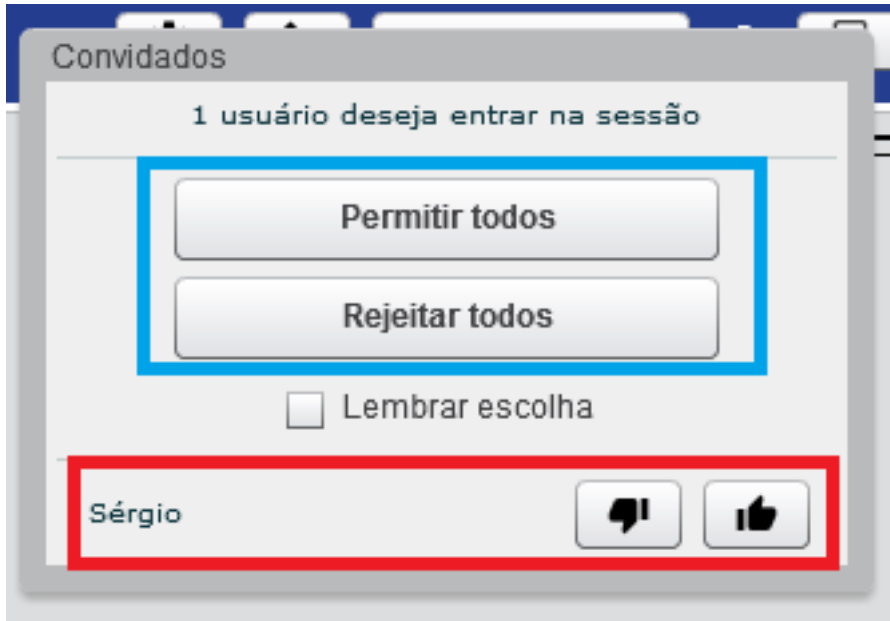 Convidados
1 usuário deseja entrar na sessão
Permitir todos
Rejeitar todos
Lembrar escolha
Sérgio